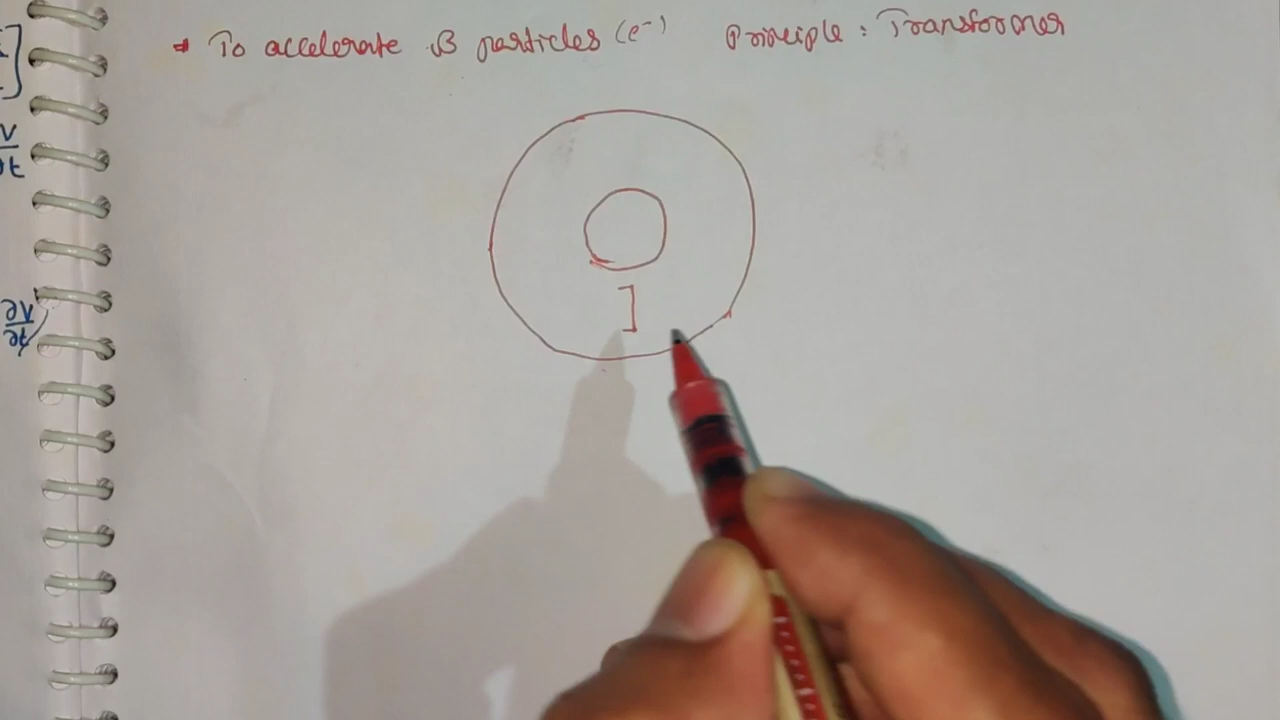 → To accelerate β particles (e⁻) Principle : Transformer
]
V
∂t
∂V
∂t